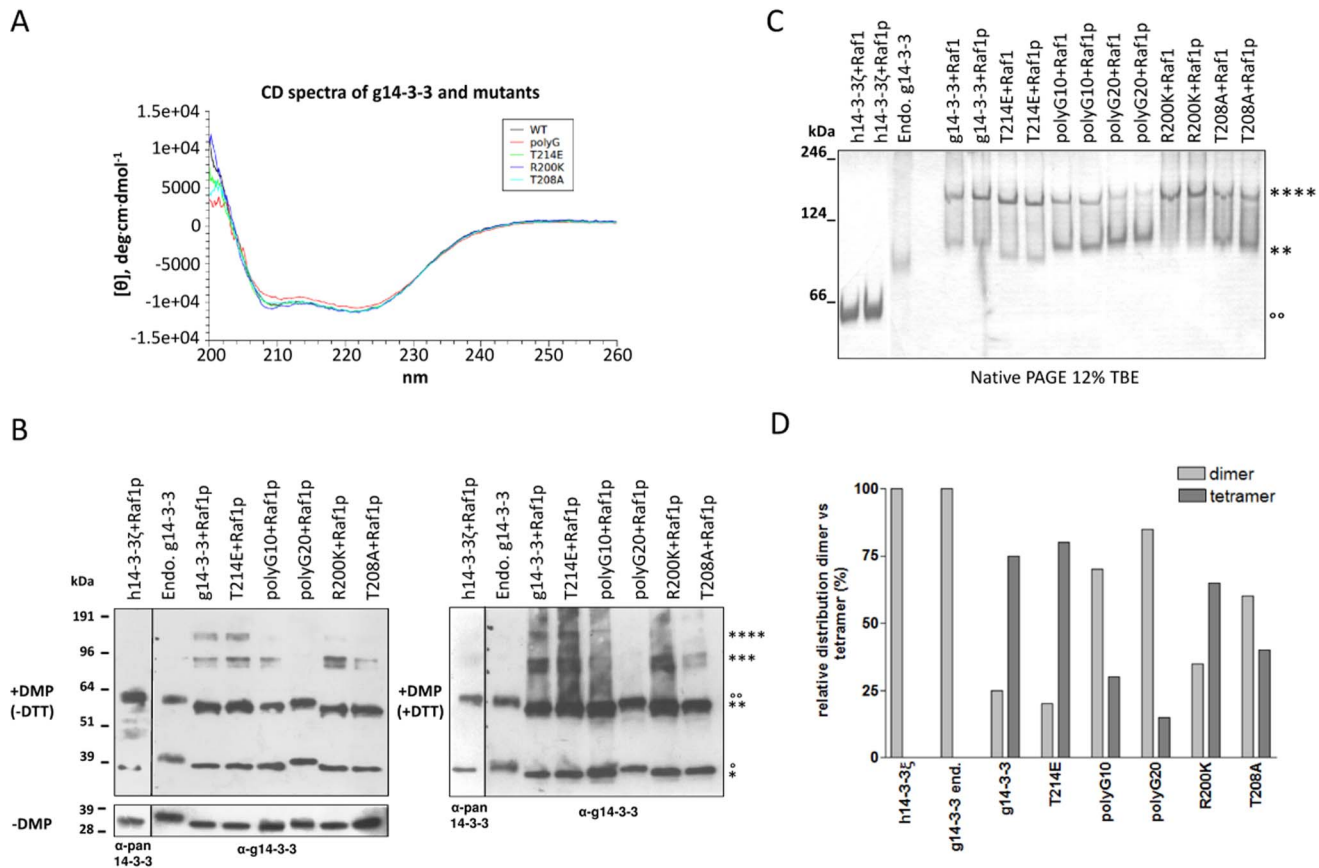 A
CD spectra of g14-3-3 and mutants
1.5e+04
1e+04
5000
0
-5000
-1e+04
-1.5e+04
[θ], deg·cm·dmol-1
WT
polyG
T214E
R200K
T208A
200 210 220 230 240 250 260
nm
B
h14-3-3ζ+Raf1p
Endo. g14-3-3
g14-3-3+Raf1p
T214E+Raf1p
polyG10+Raf1p
polyG20+Raf1p
R200K+Raf1p
T208A+Raf1p
kDa
191
96
64
51
39
+DMP
(-DTT)
39
28
-DMP
α-pan
14-3-3
α-g14-3-3
h14-3-3ζ+Raf1p
Endo. g14-3-3
g14-3-3+Raf1p
T214E+Raf1p
polyG10+Raf1p
polyG20+Raf1p
R200K+Raf1p
T208A+Raf1p
+DMP
(+DTT)
****
***
°°
**
°
*
α-pan
14-3-3
α-g14-3-3
C
h14-3-3ζ+Raf1
h14-3-3ζ+Raf1p
Endo. g14-3-3
g14-3-3+Raf1
g14-3-3+Raf1p
T214E+Raf1
T214E+Raf1p
polyG10+Raf1
polyG10+Raf1p
polyG20+Raf1
polyG20+Raf1p
R200K+Raf1
R200K+Raf1p
T208A+Raf1
T208A+Raf1p
kDa
246
124
66
****
**
°°
Native PAGE 12% TBE
D
dimer
tetramer
100
75
50
25
0
relative distribution dimer vs
tetramer (%)
h14-3-3ξ
g14-3-3 end.
g14-3-3
T214E
polyG10
polyG20
R200K
T208A